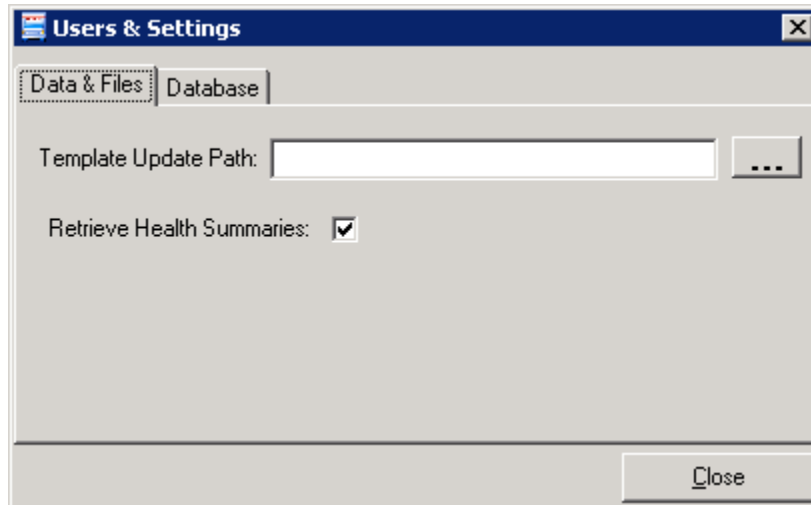 Users & Settings
Data & Files Database
Template Update Path: ...
Retrieve Health Summaries:
Close